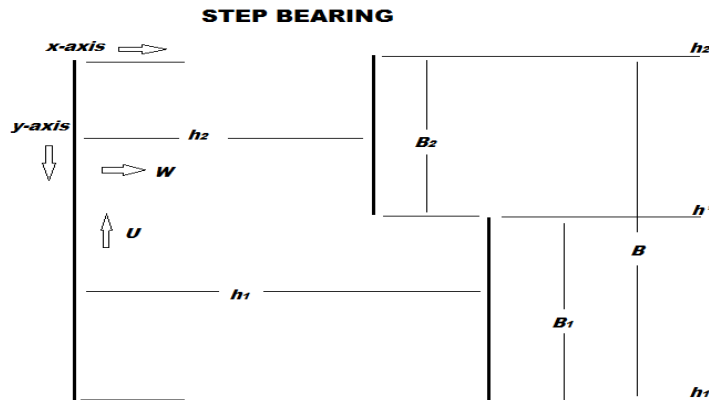 STEP BEARING
x-axis
h₂
y-axis
h₂
B₂
W
h'
U
B
h₁
B₁
h₁